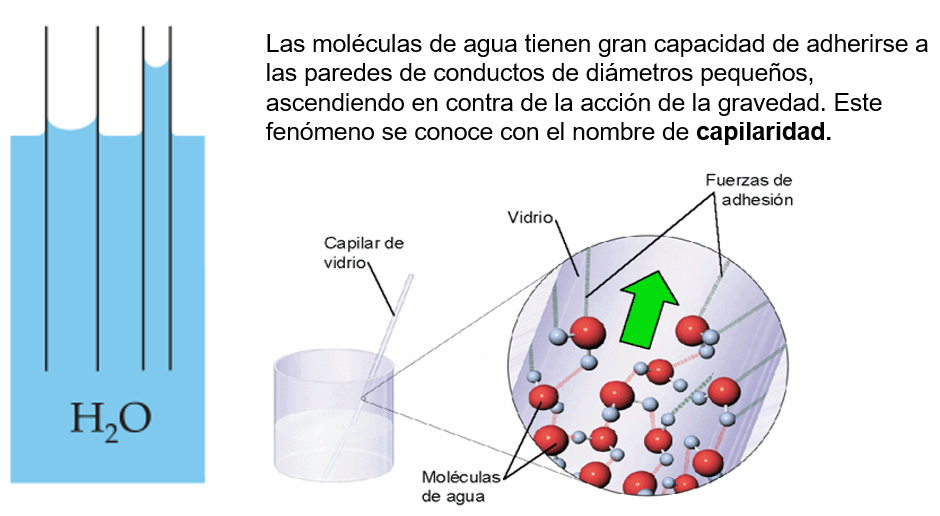 Las moléculas de agua tienen gran capacidad de adherirse a
las paredes de conductos de diámetros pequeños,
ascendiendo en contra de la acción de la gravedad. Este
fenómeno se conoce con el nombre de capilaridad.
Fuerzas de
adhesión
Vidrio
Capilar de
vidrio
H₂O
Moléculas
de agua